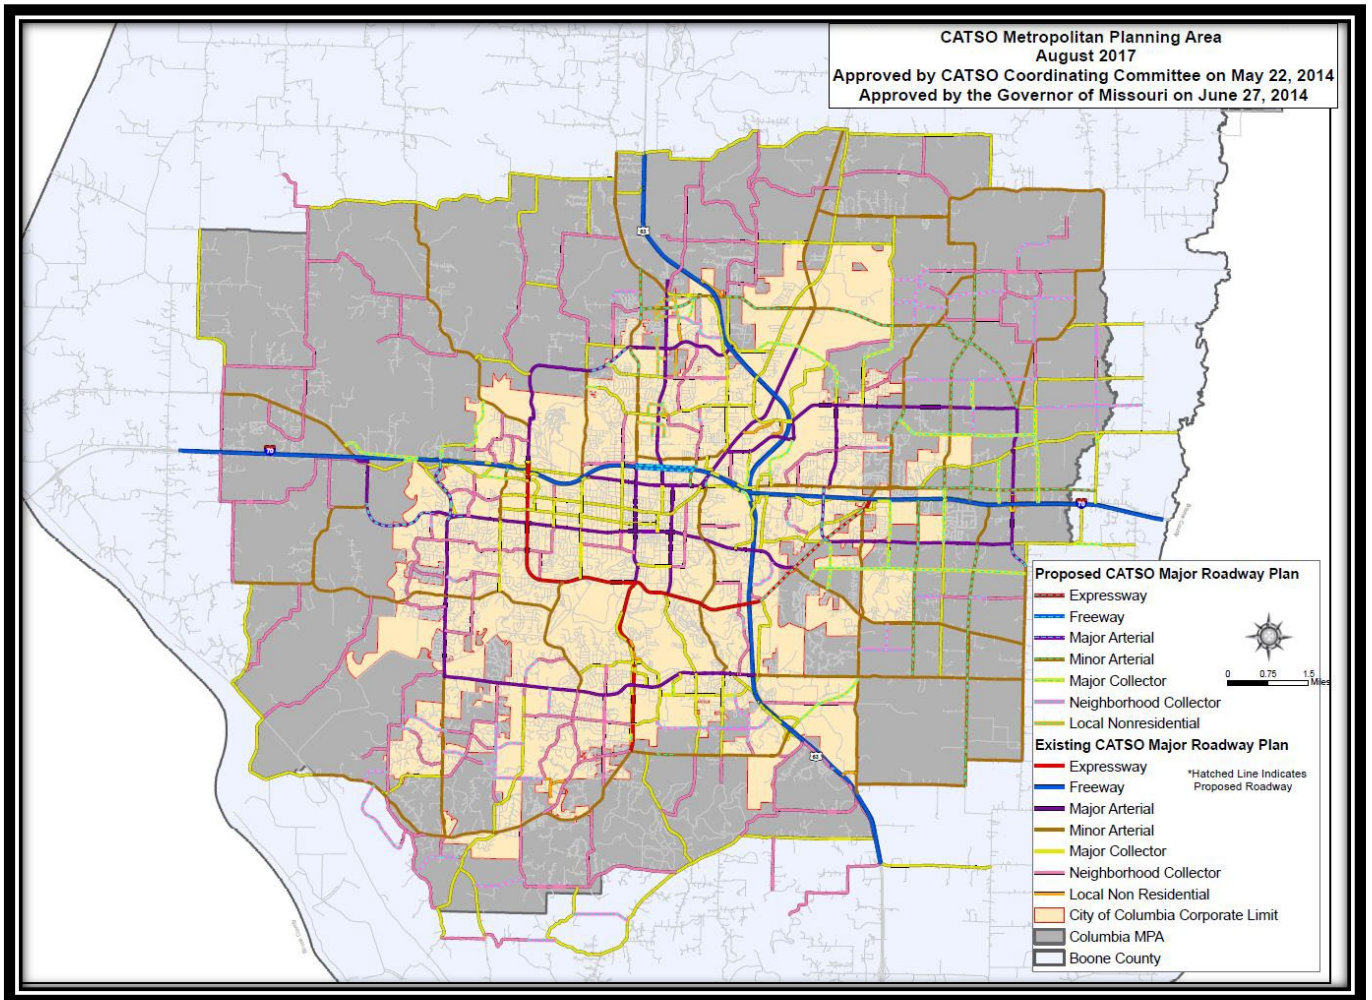 CATSO Metropolitan Planning Area
August 2017
Approved by CATSO Coordinating Committee on May 22, 2014
Approved by the Governor of Missouri on June 27, 2014
63
70
70
63
Proposed CATSO Major Roadway Plan
Expressway
Freeway
Major Arterial
Minor Arterial
Major Collector
Neighborhood Collector
Local Nonresidential
0 0.75 1.5
Miles
Existing CATSO Major Roadway Plan
Expressway
Freeway
Major Arterial
Minor Arterial
Major Collector
Neighborhood Collector
Local Non Residential
City of Columbia Corporate Limit
Columbia MPA
Boone County
*Hatched Line Indicates
Proposed Roadway